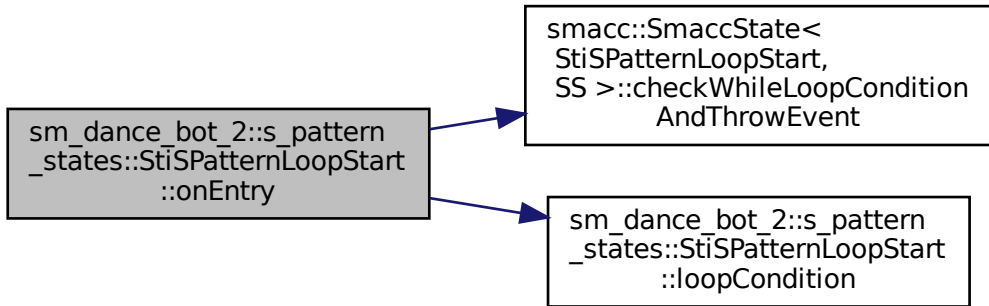 smacc::SmaccState<
StiSPatternLoopStart,
SS >::checkWhileLoopCondition
AndThrowEvent
sm_dance_bot_2::s_pattern
_states::StiSPatternLoopStart
::onEntry
sm_dance_bot_2::s_pattern
_states::StiSPatternLoopStart
::loopCondition